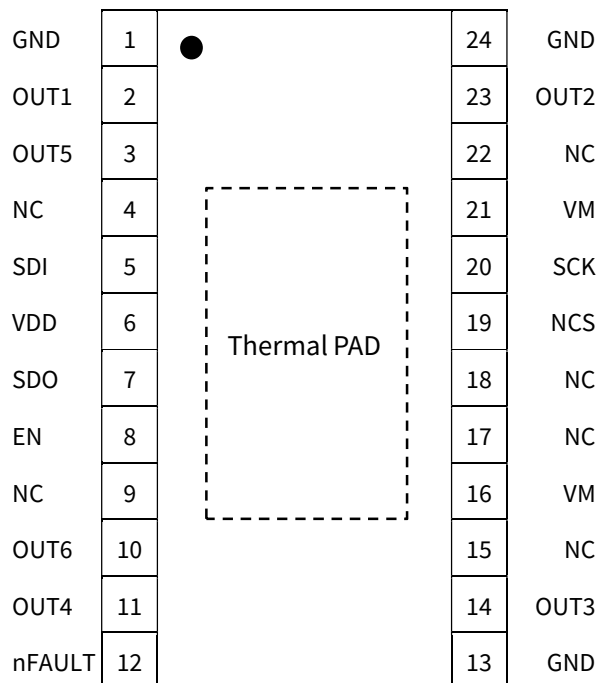 GND 1 24 GND
OUT1 2 23 OUT2
OUT5 3 22 NC
NC 4 21 VM
SDI 5 20 SCK
VDD 6 19 NCS
Thermal PAD
SDO 7 18 NC
EN 8 17 NC
NC 9 16 VM
OUT6 10 15 NC
OUT4 11 14 OUT3
nFAULT 12 13 GND